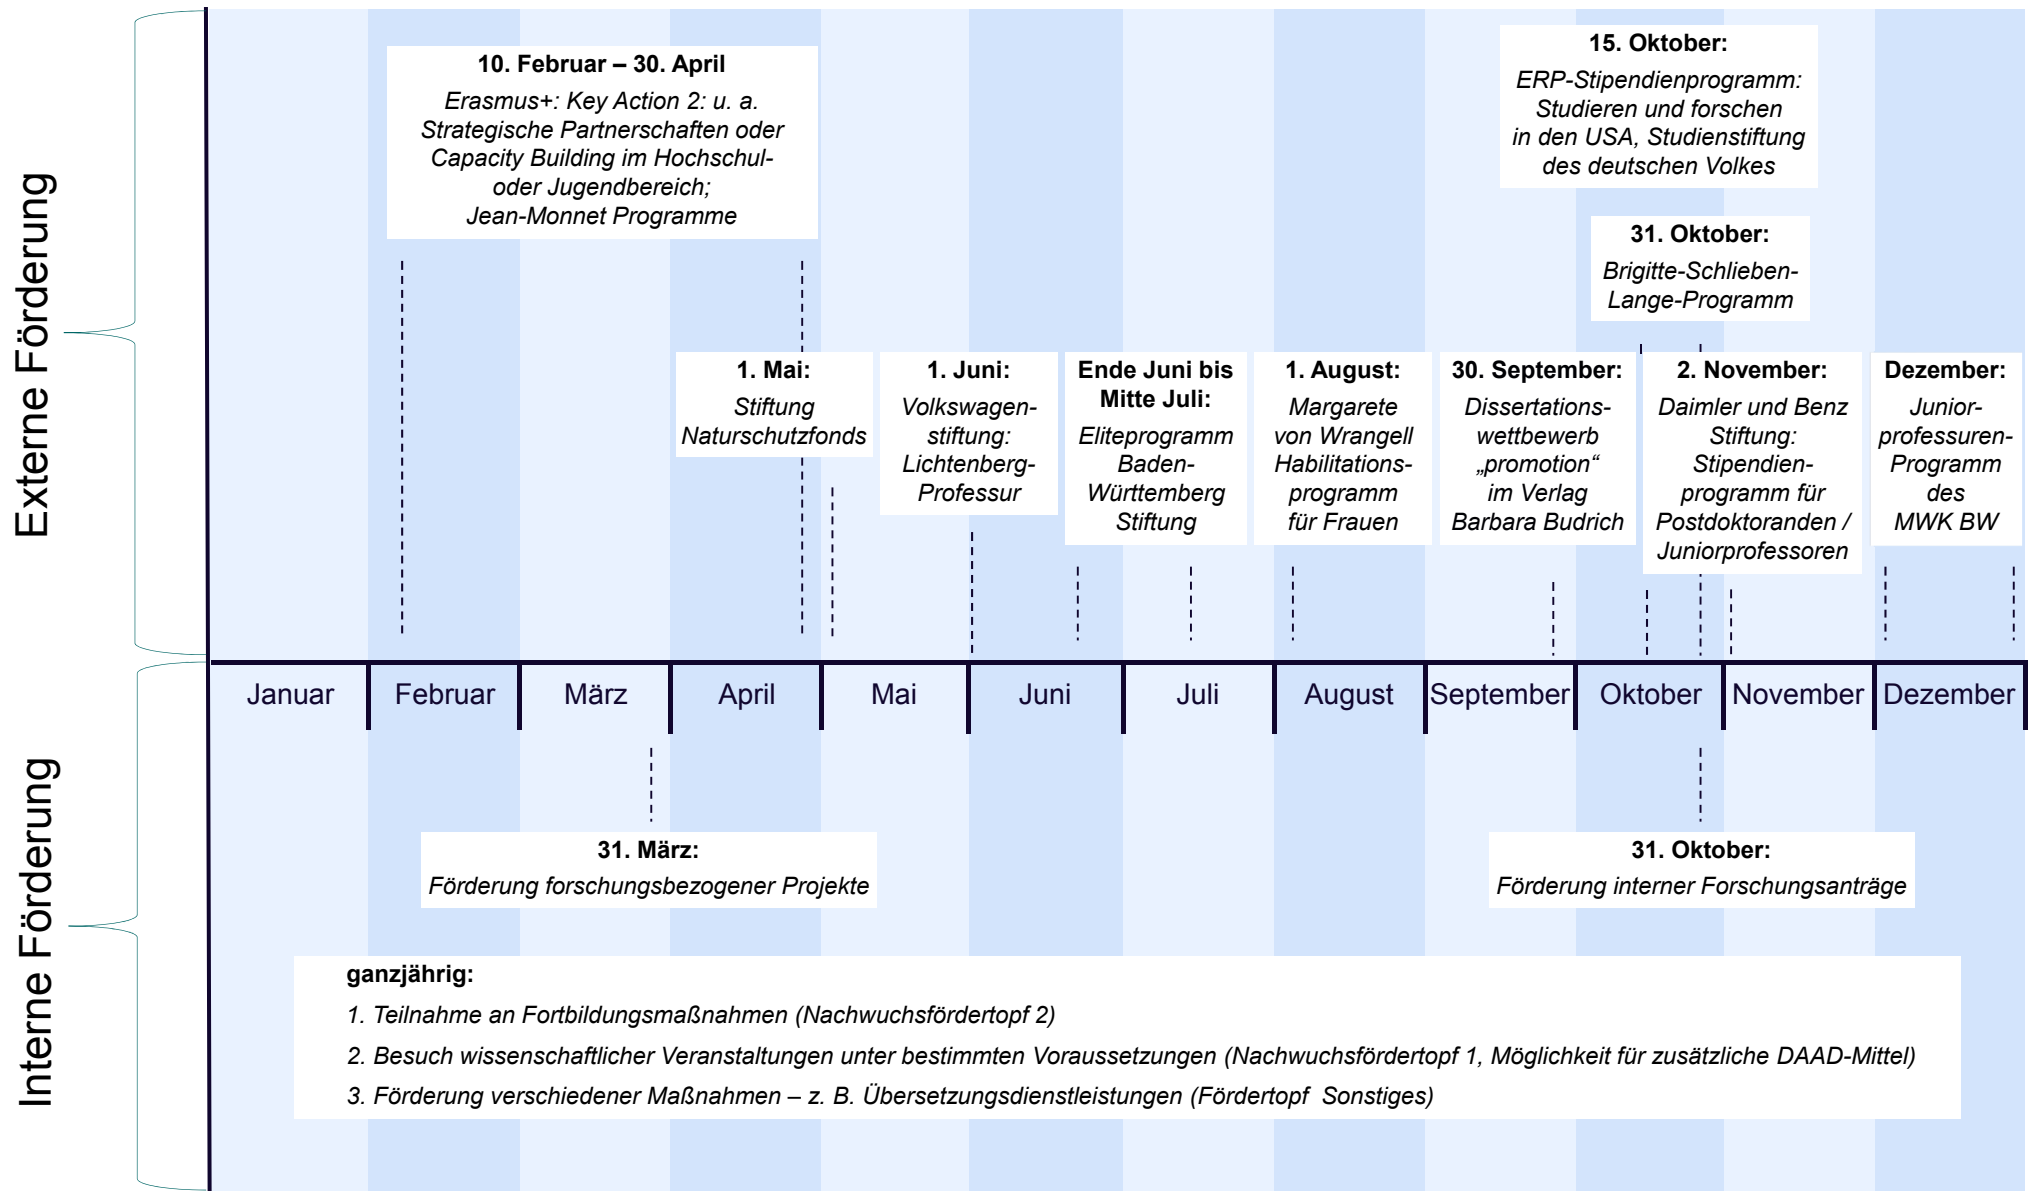 Externe Förderung
10. Februar – 30. April
Erasmus+: Key Action 2: u. a.
Strategische Partnerschaften oder
Capacity Building im Hochschul-
oder Jugendbereich;
Jean-Monnet Programme
15. Oktober:
ERP-Stipendienprogramm:
Studieren und forschen
in den USA, Studienstiftung
des deutschen Volkes
31. Oktober:
Brigitte-Schlieben-
Lange-Programm
1. Mai:
Stiftung
Naturschutzfonds
1. Juni:
Volkswagen-
stiftung:
Lichtenberg-
Professur
Ende Juni bis
Mitte Juli:
Eliteprogramm
Baden-
Württemberg
Stiftung
1. August:
Margarete
von Wrangell
Habilitations-
programm
für Frauen
30. September:
Dissertations-
wettbewerb
„promotion“
im Verlag
Barbara Budrich
2. November:
Daimler und Benz
Stiftung:
Stipendien-
programm für
Postdoktoranden /
Juniorprofessoren
Dezember:
Junior-
professuren-
Programm
des
MWK BW
Januar
Februar
März
April
Mai
Juni
Juli
August
September
Oktober
November
Dezember
Interne Förderung
31. März:
Förderung forschungsbezogener Projekte
31. Oktober:
Förderung interner Forschungsanträge
ganzjährig:
1. Teilnahme an Fortbildungsmaßnahmen (Nachwuchsfördertopf 2)
2. Besuch wissenschaftlicher Veranstaltungen unter bestimmten Voraussetzungen (Nachwuchsfördertopf 1, Möglichkeit für zusätzliche DAAD-Mittel)
3. Förderung verschiedener Maßnahmen – z. B. Übersetzungsdienstleistungen (Fördertopf Sonstiges)